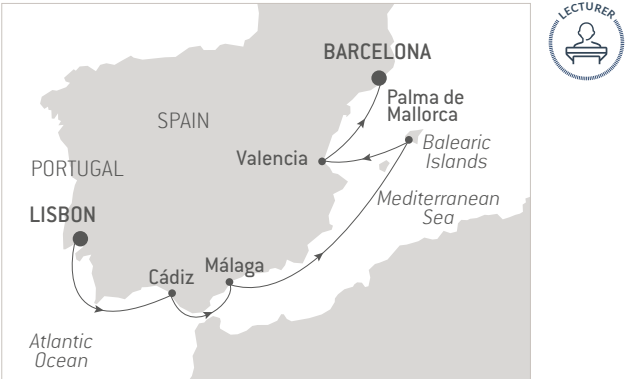 LECTURER
BARCELONA
Palma de
Mallorca
SPAIN
Balearic
Islands
Valencia
PORTUGAL
Mediterranean
Sea
LISBON
Málaga
Cádiz
Atlantic
Ocean